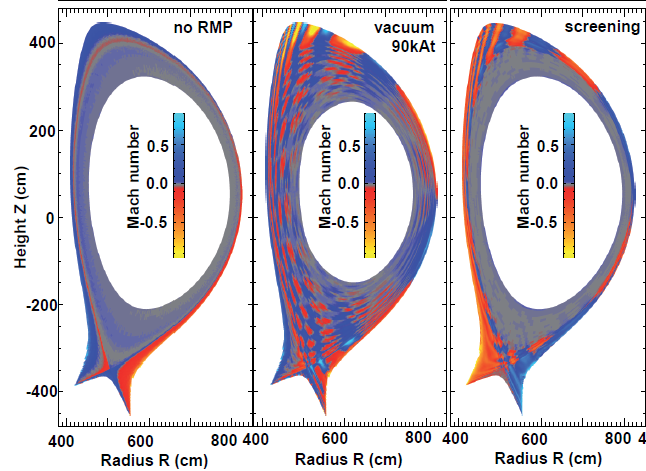 no RMP
vacuum
90kAt
screening
400
200
0
-200
-400
Height Z (cm)
Mach number
0.5
0.0
-0.5
Mach number
0.5
0.0
-0.5
Mach number
0.5
0.0
-0.5
400 600 800 400 600 800 400 600 800
Radius R (cm) Radius R (cm) Radius R (cm)